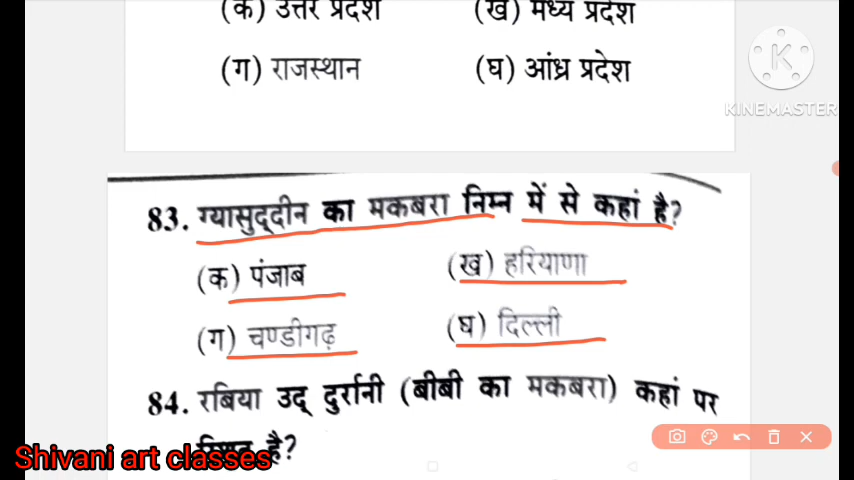 (क) उत्तर प्रदेश (ख) मध्य प्रदेश
(ग) राजस्थान (घ) आंध्र प्रदेश
KINEMASTER
83. ग्यासुद्दीन का मकबरा निम्न में से कहां है?
(क) पंजाब (ख) हरियाणा
(ग) चण्डीगढ़ (घ) दिल्ली
84. रबिया उद् दुर्रानी (बीबी का मकबरा) कहां पर
है?
Shivani art classes